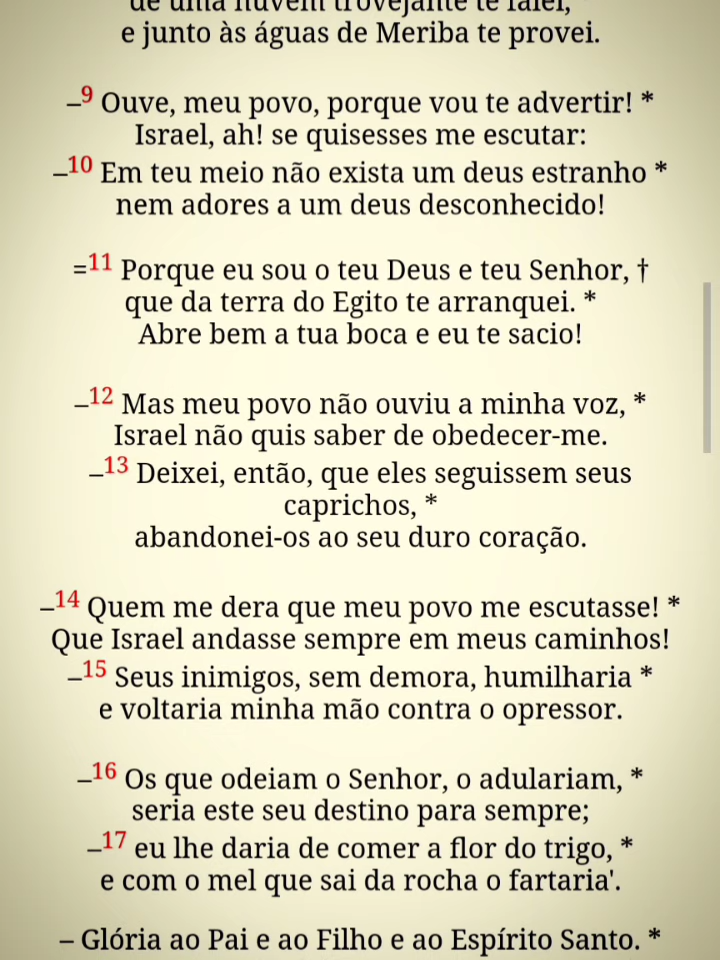 de uma nuvem trovejante te falei, *
e junto às águas de Meriba te provei.
–9 Ouve, meu povo, porque vou te advertir! *
Israel, ah! se quisesses me escutar:
–10 Em teu meio não exista um deus estranho *
nem adores a um deus desconhecido!
=11 Porque eu sou o teu Deus e teu Senhor, †
que da terra do Egito te arranquei. *
Abre bem a tua boca e eu te sacio!
–12 Mas meu povo não ouviu a minha voz, *
Israel não quis saber de obedecer-me.
–13 Deixei, então, que eles seguissem seus
caprichos, *
abandonei-os ao seu duro coração.
–14 Quem me dera que meu povo me escutasse! *
Que Israel andasse sempre em meus caminhos!
–15 Seus inimigos, sem demora, humilharia *
e voltaria minha mão contra o opressor.
–16 Os que odeiam o Senhor, o adulariam, *
seria este seu destino para sempre;
–17 eu lhe daria de comer a flor do trigo, *
e com o mel que sai da rocha o fartaria'.
– Glória ao Pai e ao Filho e ao Espírito Santo. *